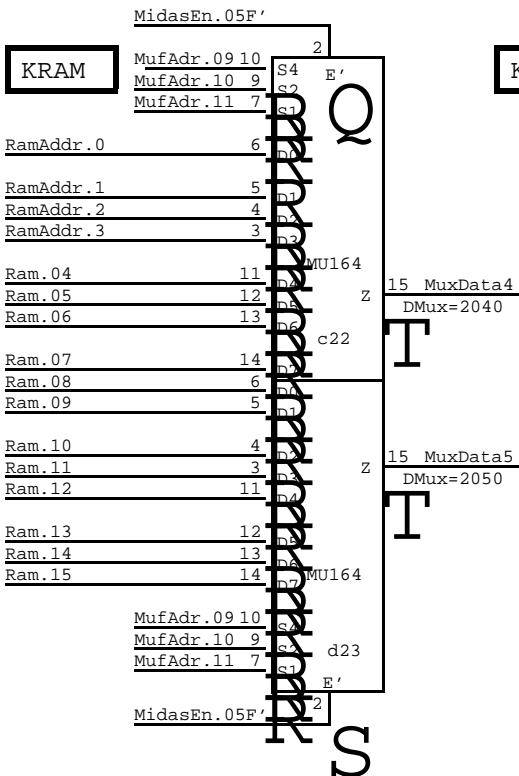 MidasEn.05F'
2
KRAM
K
MufAdr.09 10 S4 E'
MufAdr.10 9 S2 Q
MufAdr.11 7 S1
RamAddr.0 6 D0
RamAddr.1 5 D1
RamAddr.2 4 D2
RamAddr.3 3 D3
MU164
Ram.04 11 D4
Z 15 MuxData4
Ram.05 12 D5
DMux=2040
Ram.06 13 D6
c22 T
Ram.07 14 D7
Ram.08 6 D0
Ram.09 5 D1
Ram.10 4 D2
15 MuxData5
Ram.11 3 D3 Z
DMux=2050
Ram.12 11 D4
T
Ram.13 12 D5
Ram.14 13 D6
Ram.15 14 D7 MU164
MufAdr.09 10 S4
MufAdr.10 9 S2 d23
MufAdr.11 7 S1
E'
2
MidasEn.05F'
S